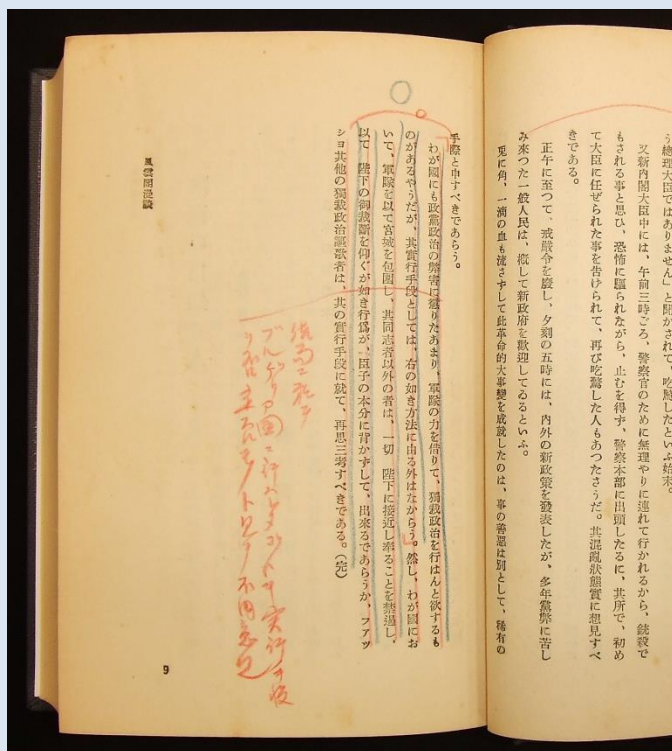 う總理大臣ではありません」と聞かされて、吃驚したといふ始末。
又新内閣大臣中には、午前三時ごろ、警察官のために無理やりに連れて行かれるから、銃殺で
もされる事と思ひ、恐怖に驅られながら、止むを得ず、警察本部に出頭したるに、其所で、初め
て大臣に任ぜられた事を告げられて、再び吃驚した人もあつたさうだ。其混亂狀態實に想見すべ
きである。
正午に至つて、戒嚴令を廢し、夕刻の五時には、内外の新政策を發表したが、多年黨弊に苦し
み來つた一般人民は、概して新政府を歡迎してゐるといふ。
兎に角、一滴の血も流さずして此革命的大事變を成就したのは、事の善惡は別として、稀有の
手際と申すべきであらう。
わが國にも政黨政治の弊害に懲りたあまり、軍隊の力を借りて、獨裁政治を行はんと欲するも
のがあるやうだが、其實行手段としては、右の如き方法に由る外はなからう。然し、わが國にお
いて、軍隊を以て宮城を包圍し、其同志者以外の者は、一切 陛下に接近し奉ることを禁遏し、
以て 陛下の御裁斷を仰ぐが如き行爲が、臣子の本分に背かずして、出來るであらうか、フアツ
シヨ其他の獨裁政治謳歌者は、其の實行手段に就て、再思三考すべきである。(完)
ブルガリア國ニ
風雲閑漫談
9